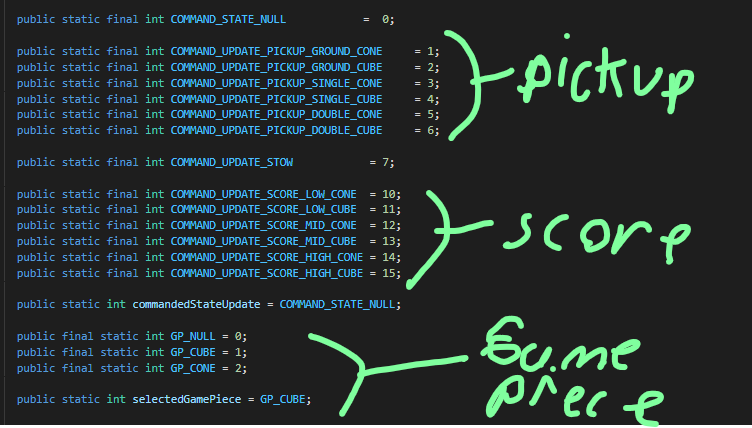 public static final int COMMAND_STATE_NULL = 0;
public static final int COMMAND_UPDATE_PICKUP_GROUND_CONE = 1;
public static final int COMMAND_UPDATE_PICKUP_GROUND_CUBE = 2;
public static final int COMMAND_UPDATE_PICKUP_SINGLE_CONE = 3;
public static final int COMMAND_UPDATE_PICKUP_SINGLE_CUBE = 4;
public static final int COMMAND_UPDATE_PICKUP_DOUBLE_CONE = 5;
public static final int COMMAND_UPDATE_PICKUP_DOUBLE_CUBE = 6;
pickup
public static final int COMMAND_UPDATE_STOW = 7;
public static final int COMMAND_UPDATE_SCORE_LOW_CONE = 10;
public static final int COMMAND_UPDATE_SCORE_LOW_CUBE = 11;
public static final int COMMAND_UPDATE_SCORE_MID_CONE = 12;
public static final int COMMAND_UPDATE_SCORE_MID_CUBE = 13;
public static final int COMMAND_UPDATE_SCORE_HIGH_CONE = 14;
public static final int COMMAND_UPDATE_SCORE_HIGH_CUBE = 15;
score
public static int commandedStateUpdate = COMMAND_STATE_NULL;
public final static int GP_NULL = 0;
public final static int GP_CUBE = 1;
public final static int GP_CONE = 2;
public static int selectedGamePiece = GP_CUBE;
Game
piece